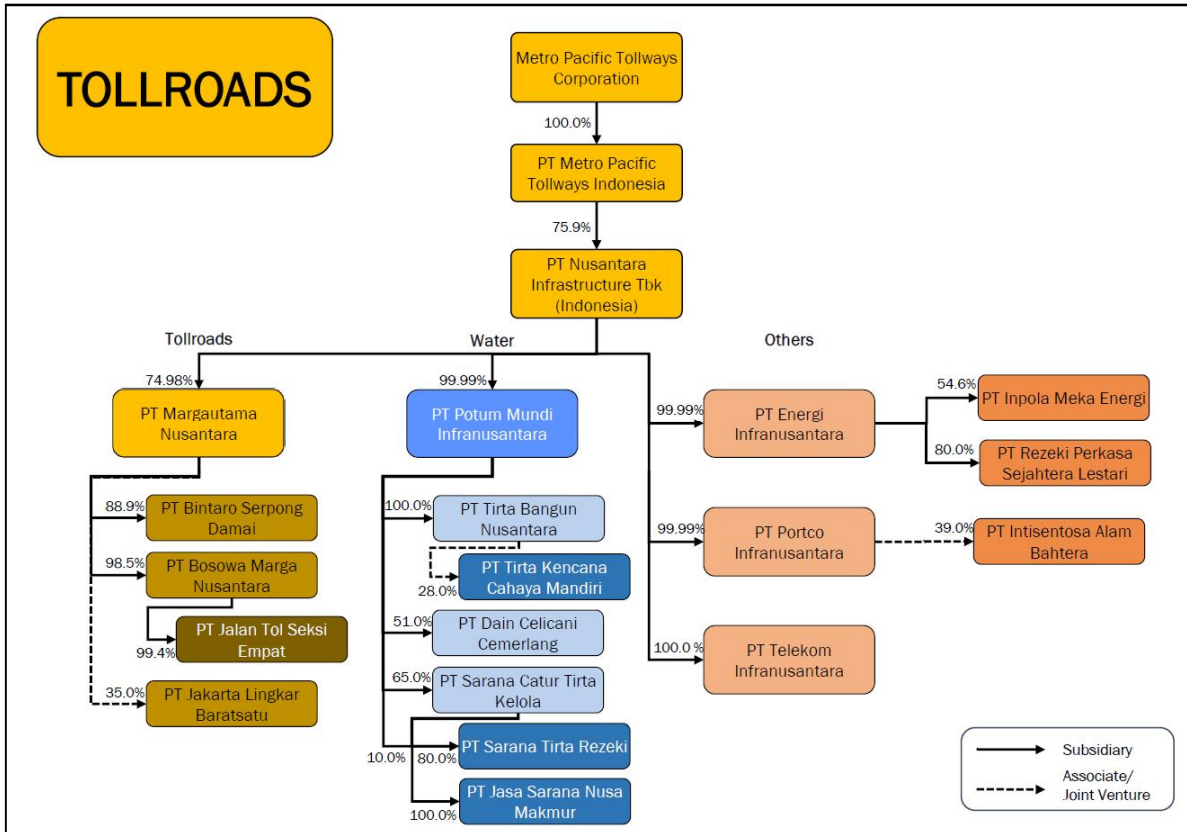 TOLLROADS
Metro Pacific Tollways
Corporation
100.0%
PT Metro Pacific
Tollways Indonesia
75.9%
PT Nusantara
Infrastructure Tbk
(Indonesia)
Tollroads
Water
Others
74.98%
PT Margautama
Nusantara
88.9%
PT Bintaro Serpong
Damai
98.5%
PT Bosowa Marga
Nusantara
99.4%
PT Jalan Tol Seksi
Empat
35.0%
PT Jakarta Lingkar
Baratsatu
99.99%
PT Potum Mundi
Infranusantara
100.0%
PT Tirta Bangun
Nusantara
28.0%
PT Tirta Kencana
Cahaya Mandiri
51.0%
PT Dain Celicani
Cemerlang
65.0%
PT Sarana Catur Tirta
Kelola
10.0%
80.0%
PT Sarana Tirta Rezeki
100.0%
PT Jasa Sarana Nusa
Makmur
99.99%
PT Energi
Infranusantara
54.6%
PT Inpola Meka Energi
80.0%
PT Rezeki Perkasa
Sejahtera Lestari
99.99%
PT Portco
Infranusantara
39.0%
PT Intisentosa Alam
Bahtera
100.0 %
PT Telekom
Infranusantara
Subsidiary
Associate/
Joint Venture